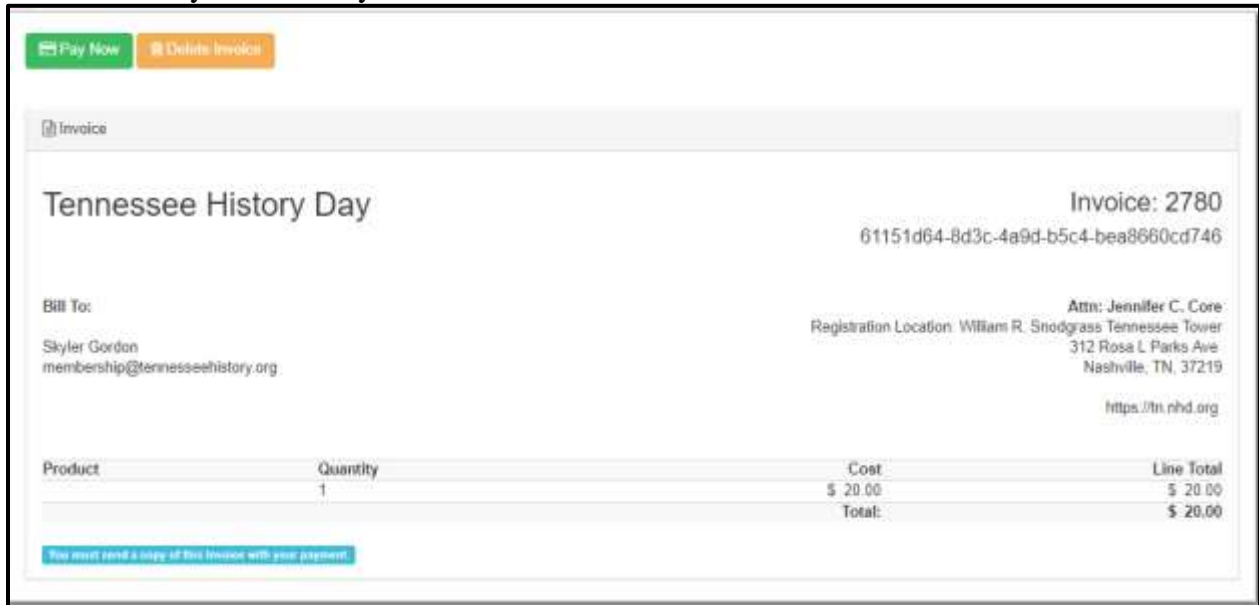 Pay Now
Delete Invoice
Invoice
Tennessee History Day
Invoice: 2780
61151d64-8d3c-4a9d-b5c4-bea8660cd746
Bill To:
Skyler Gordon
membership@tennesseehistory.org
Attn: Jennifer C. Core
Registration Location: William R. Snodgrass Tennessee Tower
312 Rosa L Parks Ave
Nashville, TN, 37219
https://tn.nhd.org
Product Quantity Cost Line Total
1 $ 20.00 $ 20.00
Total: $ 20.00
You must send a copy of this Invoice with your payment.